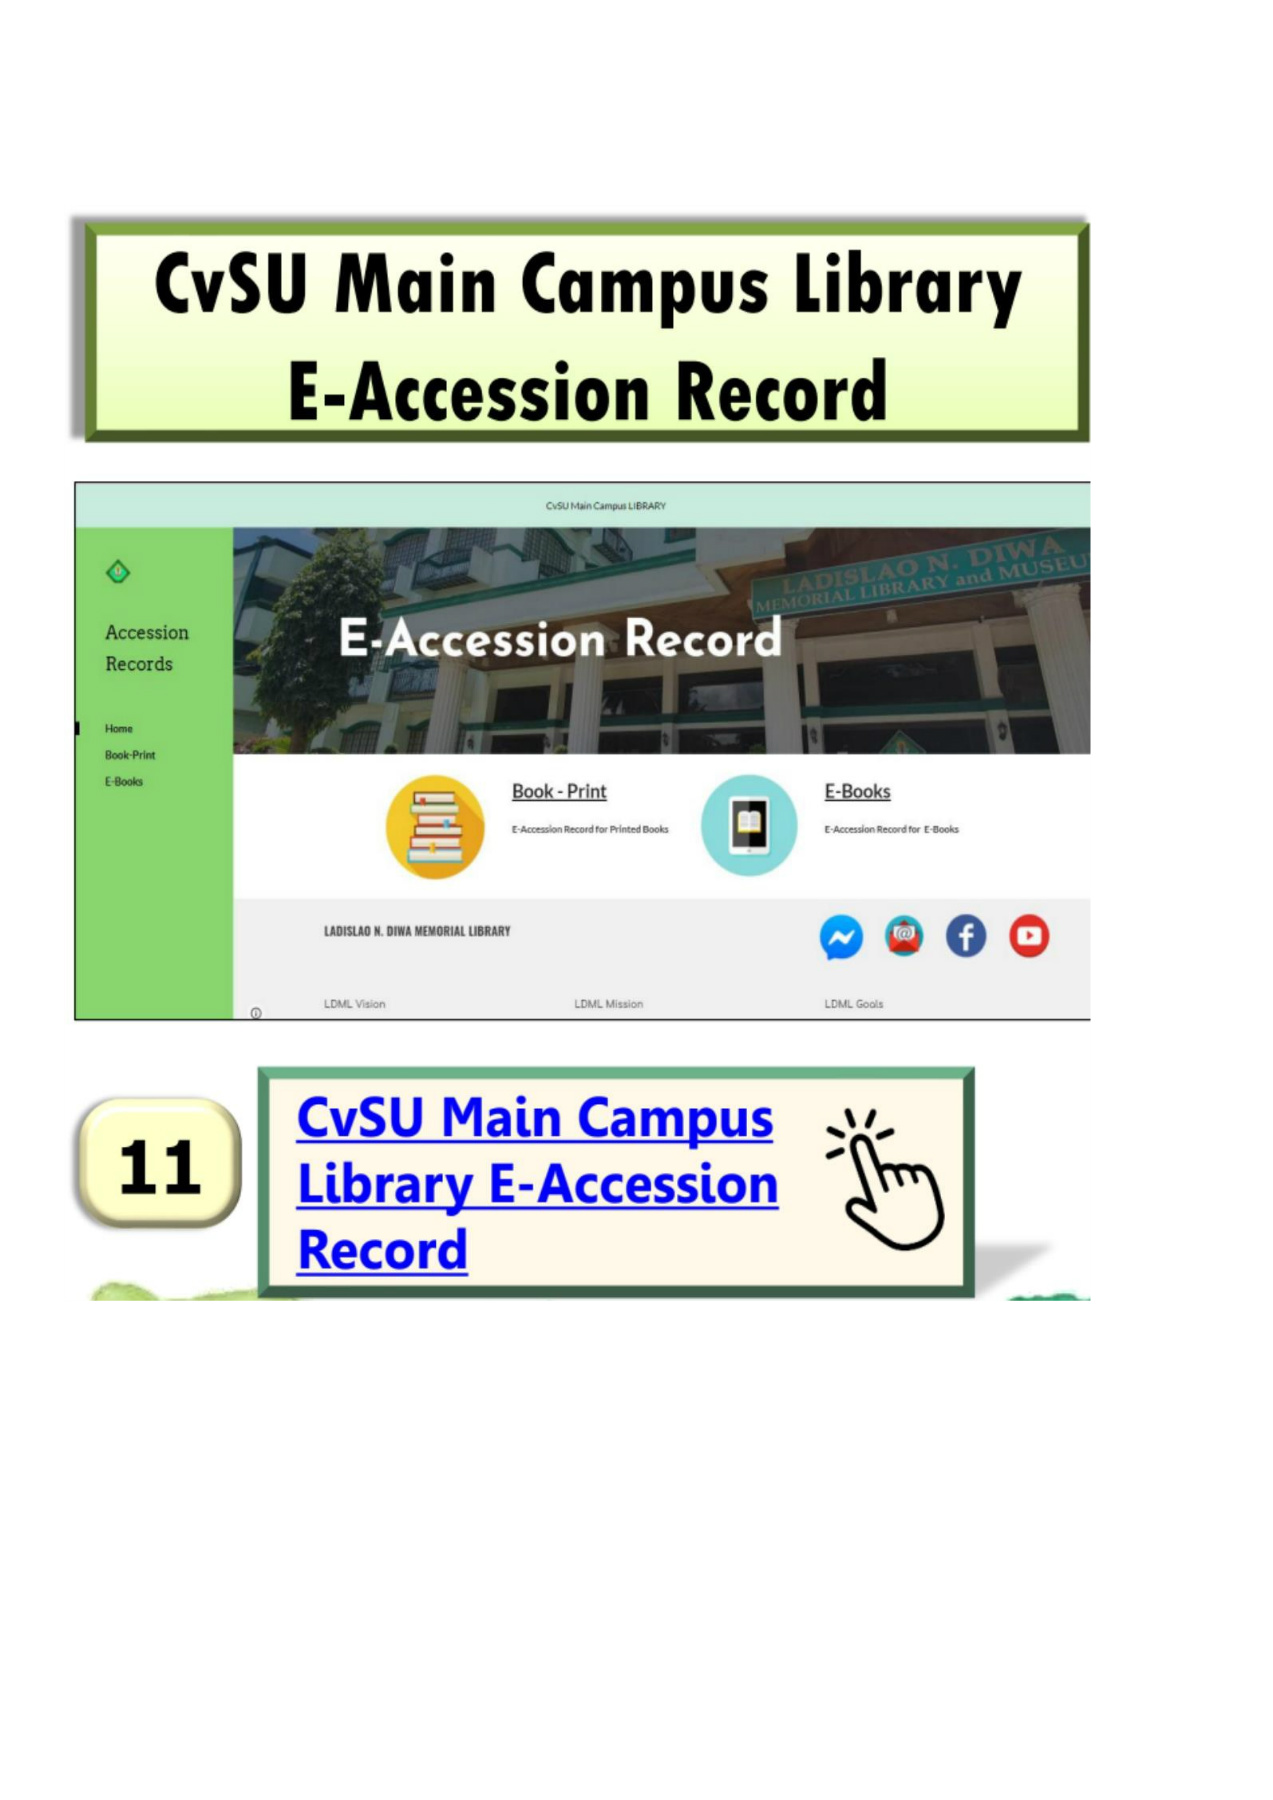 CvSU Main Campus Library
E-Accession Record
CvSU Main Campus LIBRARY
Accession
Records
Home
Book-Print
E-Books
LADISLAO N. DIWA
MEMORIAL LIBRARY and MUSEU
E-Accession Record
Book - Print
E-Accession Record for Printed Books
E-Books
E-Accession Record for E-Books
LADISLAO N. DIWA MEMORIAL LIBRARY
LDML Vision
LDML Mission
LDML Goals
11
CvSU Main Campus
Library E-Accession
Record